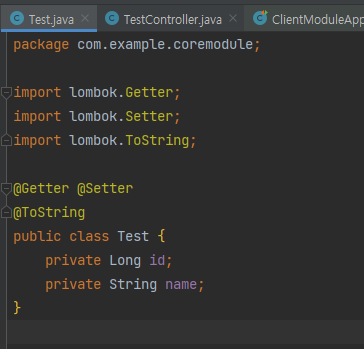 Test.java TestController.java ClientModuleApp
package com.example.coremodule;
import lombok.Getter;
import lombok.Setter;
import lombok.ToString;
@Getter @Setter
@ToString
public class Test {
    private Long id;
    private String name;
}